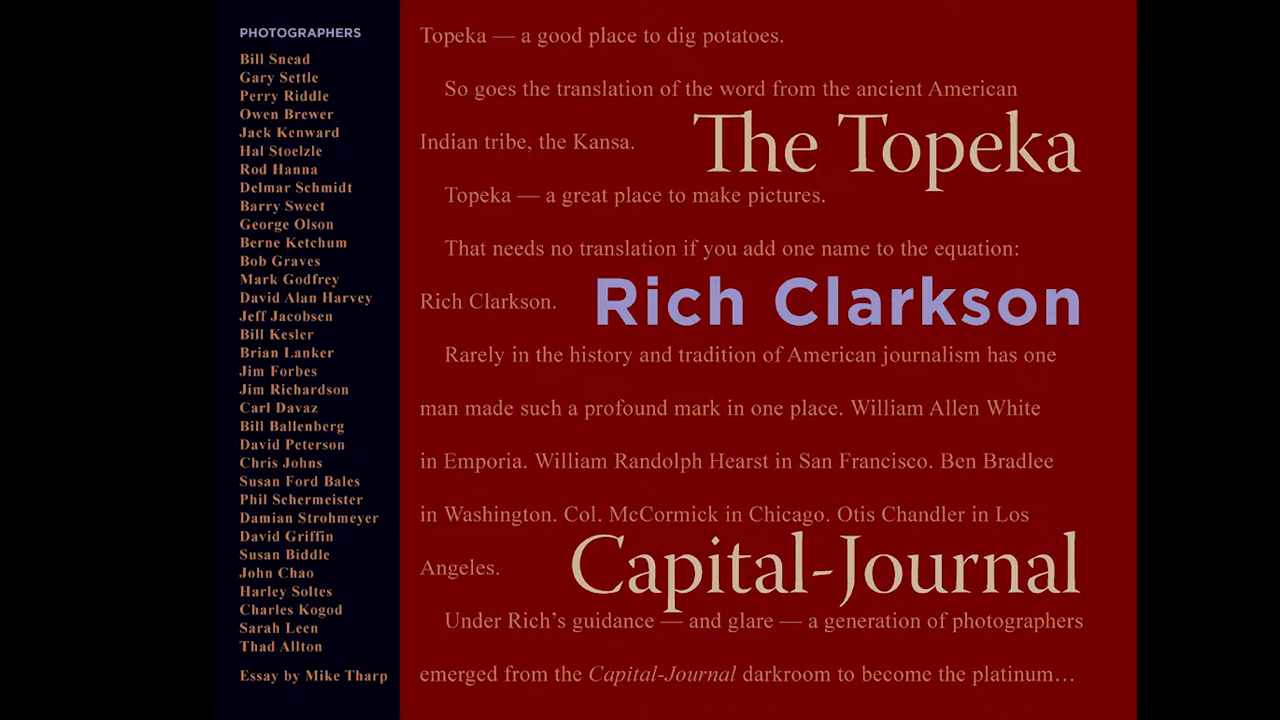 PHOTOGRAPHERS
Bill Snead
Gary Settle
Perry Riddle
Owen Brewer
Jack Kenward
Hal Stoelzle
Rod Hanna
Delmar Schmidt
Barry Sweet
George Olson
Berne Ketchum
Bob Graves
Mark Godfrey
David Alan Harvey
Jeff Jacobsen
Bill Kesler
Brian Lanker
Jim Forbes
Jim Richardson
Carl Davaz
Bill Ballenberg
David Peterson
Chris Johns
Susan Ford Bales
Phil Schermeister
Damian Strohmeyer
David Griffin
Susan Biddle
John Chao
Harley Soltes
Charles Kogod
Sarah Leen
Thad Allton
Essay by Mike Tharp
Topeka — a good place to dig potatoes.
So goes the translation of the word from the ancient American
Indian tribe, the Kansa.
The Topeka
Topeka — a great place to make pictures.
That needs no translation if you add one name to the equation:
Rich Clarkson.
Rich Clarkson
Rarely in the history and tradition of American journalism has one
man made such a profound mark in one place. William Allen White
in Emporia. William Randolph Hearst in San Francisco. Ben Bradlee
in Washington. Col. McCormick in Chicago. Otis Chandler in Los
Angeles.
Capital-Journal
Under Rich’s guidance — and glare — a generation of photographers
emerged from the Capital-Journal darkroom to become the platinum…